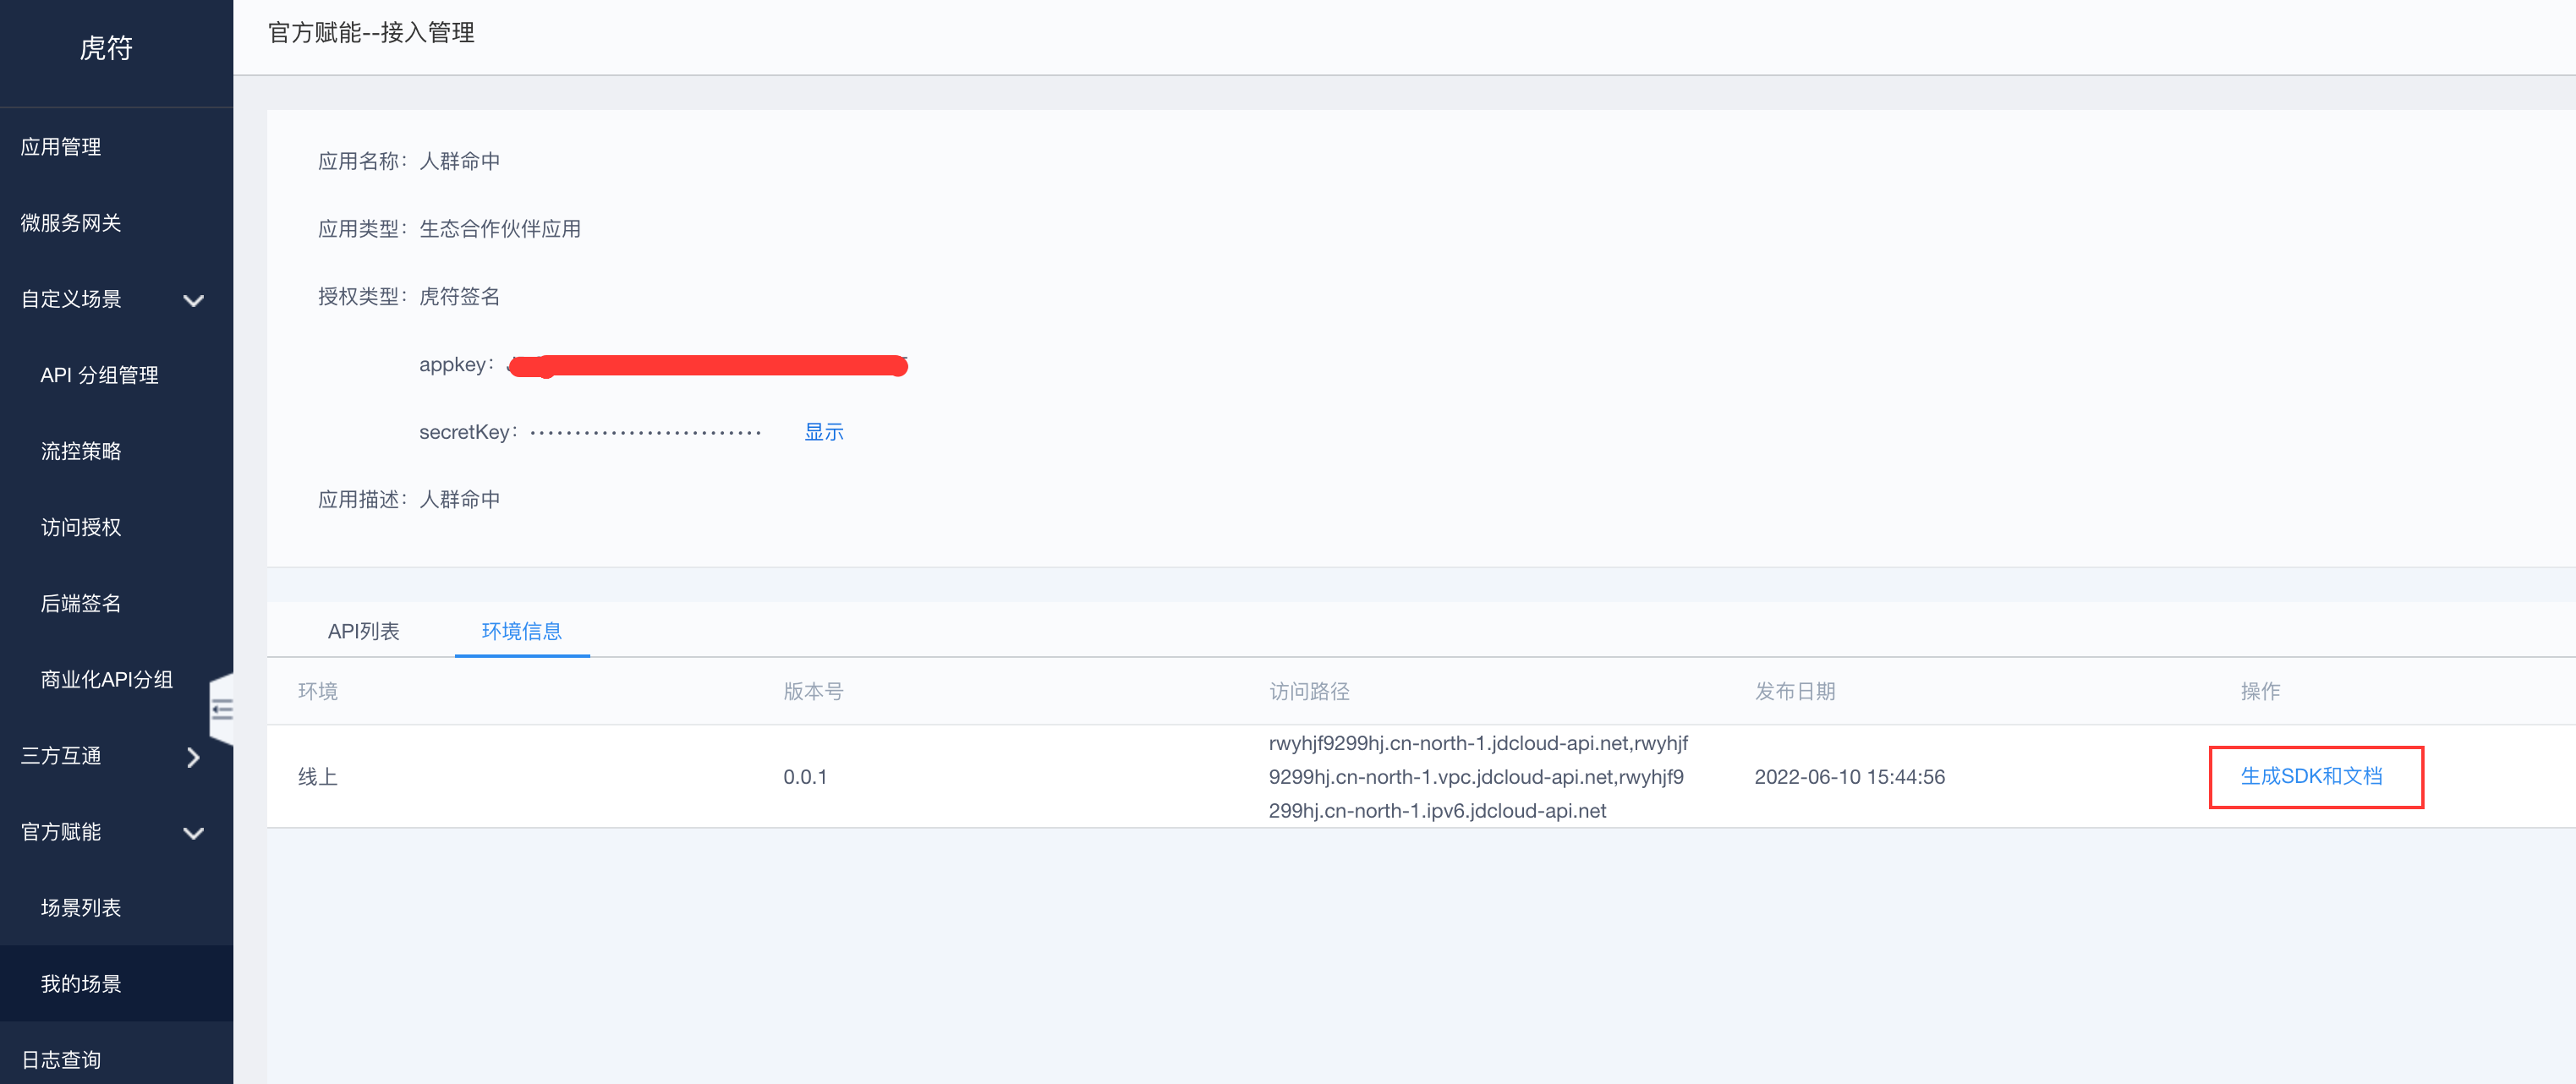 虎符
应用管理
微服务网关
自定义场景
API 分组管理
流控策略
访问授权
后端签名
商业化API分组
三方互通
官方赋能
场景列表
我的场景
日志查询
官方赋能--接入管理
应用名称：人群命中
应用类型：生态合作伙伴应用
授权类型：虎符签名
appkey：
secretKey：·························· 显示
应用描述：人群命中
API列表 环境信息
环境 版本号 访问路径 发布日期 操作
线上 0.0.1 rwyhjf9299hj.cn-north-1.jdcloud-api.net,rwyhjf
9299hj.cn-north-1.vpc.jdcloud-api.net,rwyhjf9
299hj.cn-north-1.ipv6.jdcloud-api.net
2022-06-10 15:44:56 生成SDK和文档